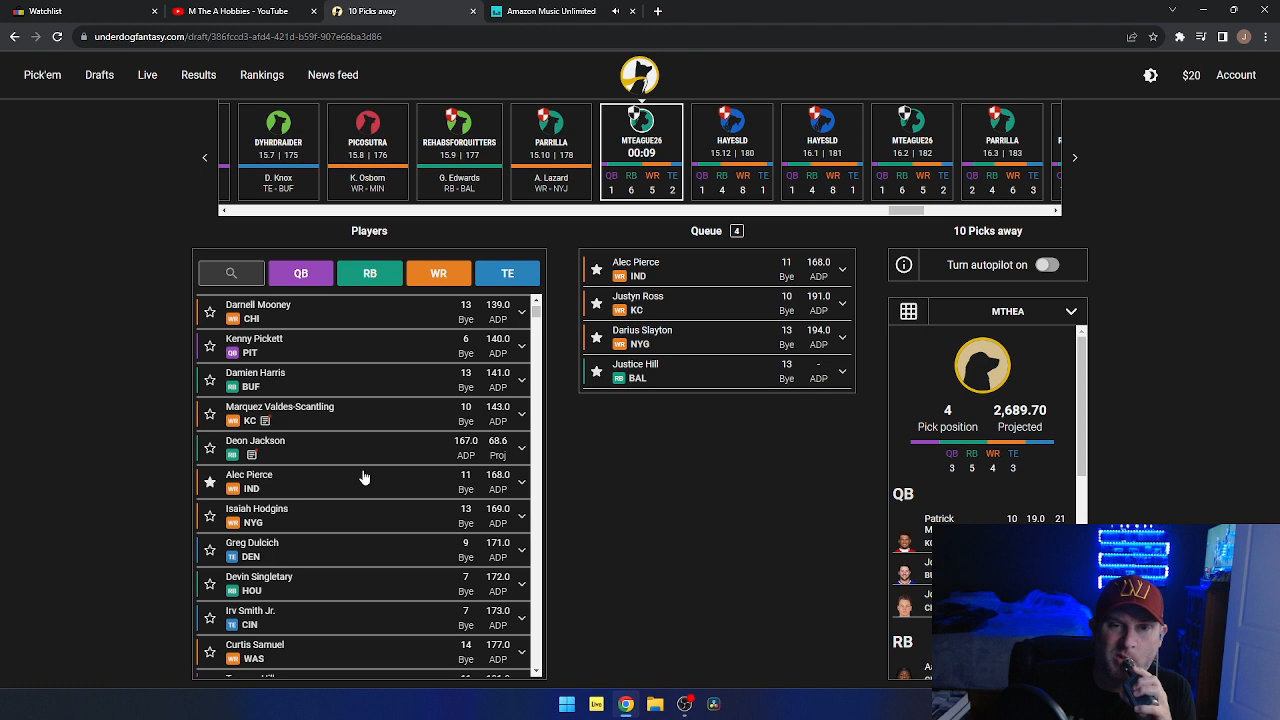 Watchlist
M The A Hobbies - YouTube
10 Picks away
Amazon Music Unlimited
underdogfantasy.com/draft/386fccd3-afd4-421d-b59f-907e66ba3d86
J
Pick'em
Drafts
Live
Results
Rankings
News feed
$20
Account
DYHRDRAIDER
15.7 | 175
D. Knox
TE - BUF
PICOSUTRA
15.8 | 176
K. Osborn
WR - MIN
REHABSFORQUITTERS
15.9 | 177
G. Edwards
RB - BAL
PARRILLA
15.10 | 178
A. Lazard
WR - NYJ
MTEAGUE26
00:09
QB RB WR TE
1 6 5 2
HAYESLD
15.12 | 180
QB RB WR TE
1 4 8 1
HAYESLD
16.1 | 181
QB RB WR TE
1 4 8 1
MTEAGUE26
16.2 | 182
QB RB WR TE
1 6 5 2
PARRILLA
16.3 | 183
QB RB WR TE
2 4 6 3
Players
QB
RB
WR
TE
Darnell Mooney 13 139.0
WR CHI Bye ADP
Kenny Pickett 6 140.0
QB PIT Bye ADP
Damien Harris 13 141.0
RB BUF Bye ADP
Marquez Valdes-Scantling 10 143.0
WR KC Bye ADP
Deon Jackson 167.0 68.6
RB ADP Proj
Alec Pierce 11 168.0
WR IND Bye ADP
Isaiah Hodgins 13 169.0
WR NYG Bye ADP
Greg Dulcich 9 171.0
TE DEN Bye ADP
Devin Singletary 7 172.0
RB HOU Bye ADP
Irv Smith Jr. 7 173.0
TE CIN Bye ADP
Curtis Samuel 14 177.0
WR WAS Bye ADP
Queue 4
Alec Pierce 11 168.0
WR IND Bye ADP
Justyn Ross 10 191.0
WR KC Bye ADP
Darius Slayton 13 194.0
WR NYG Bye ADP
Justice Hill 13 -
RB BAL Bye ADP
10 Picks away
Turn autopilot on
MTHEA
4 2,689.70
Pick position Projected
QB RB WR TE
3 5 4 3
QB
Patrick 10 19.0 21
RB
Live